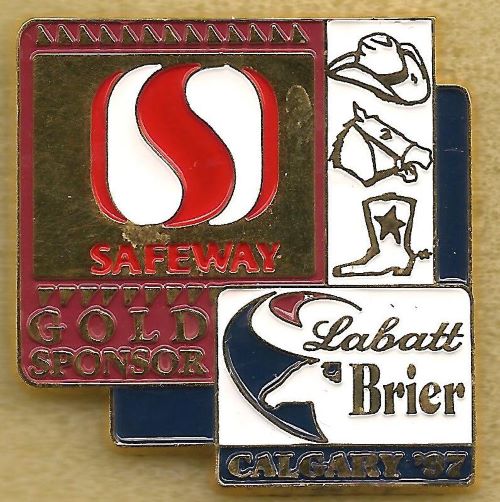 SAFEWAY
GOLD
SPONSOR
Labatt
Brier
CALGARY '97